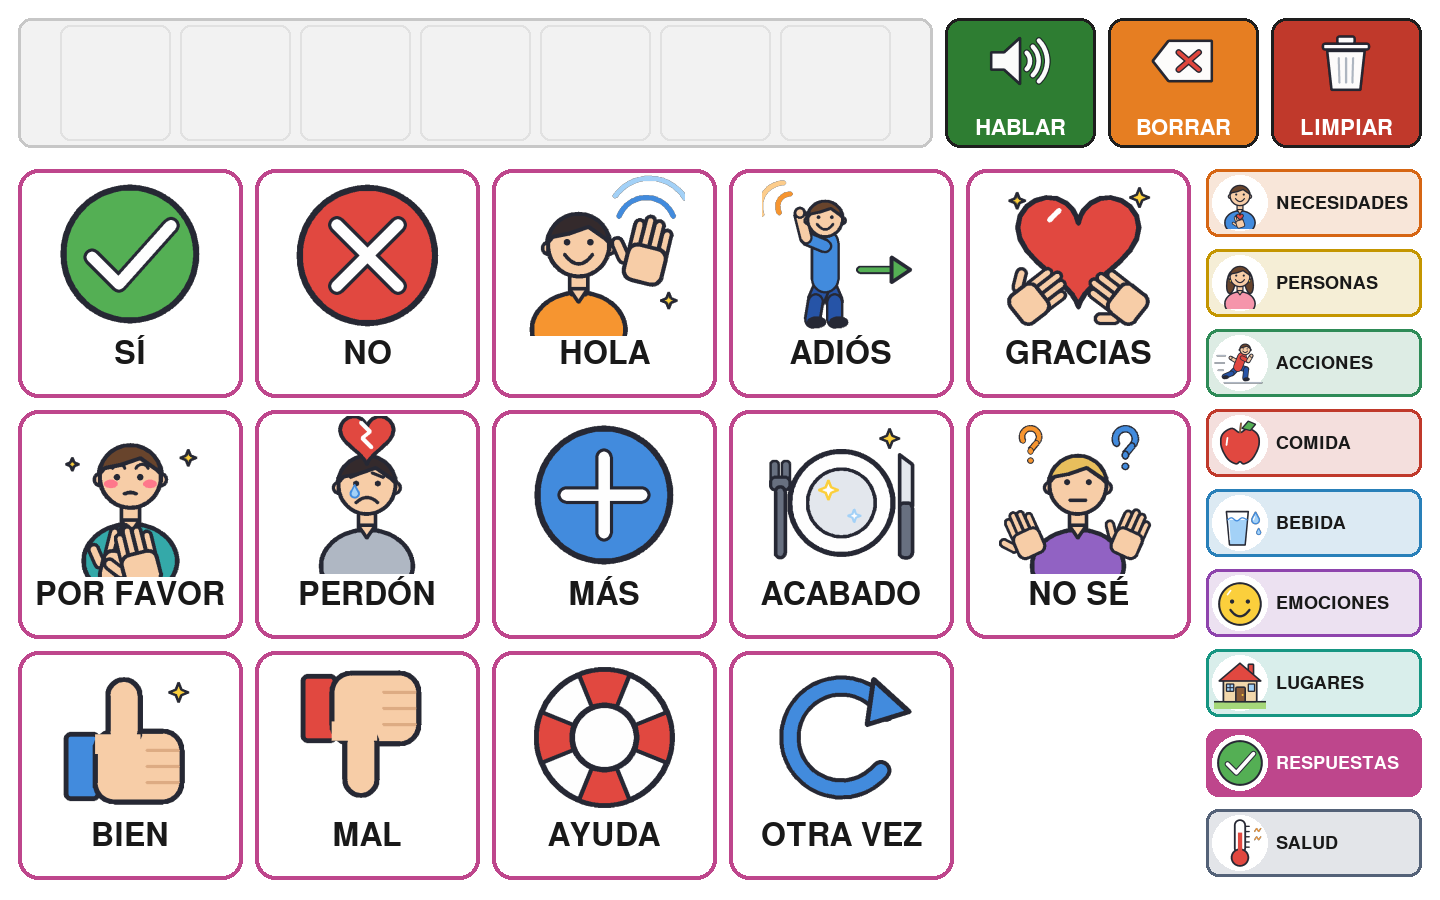 HABLAR
BORRAR
LIMPIAR
SÍ
NO
HOLA
ADIÓS
GRACIAS
POR FAVOR
PERDÓN
MÁS
ACABADO
NO SÉ
BIEN
MAL
AYUDA
OTRA VEZ
NECESIDADES
PERSONAS
ACCIONES
COMIDA
BEBIDA
EMOCIONES
LUGARES
RESPUESTAS
SALUD